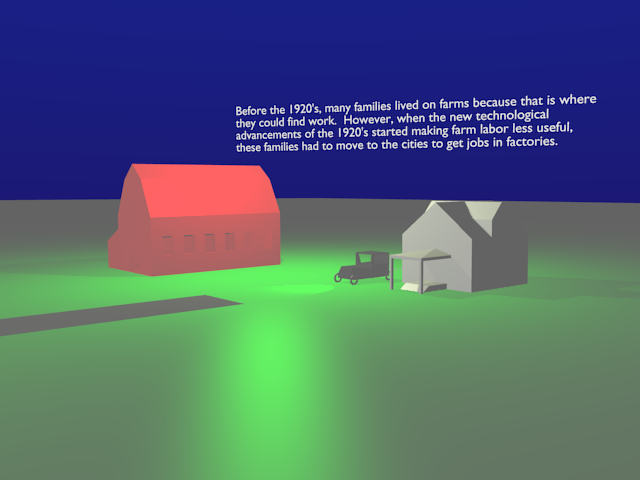 Before the 1920's, many families lived on farms because that is where
they could find work.  However, when the new technological
advancements of the 1920's started making farm labor less useful,
these families had to move to the cities to get jobs in factories.